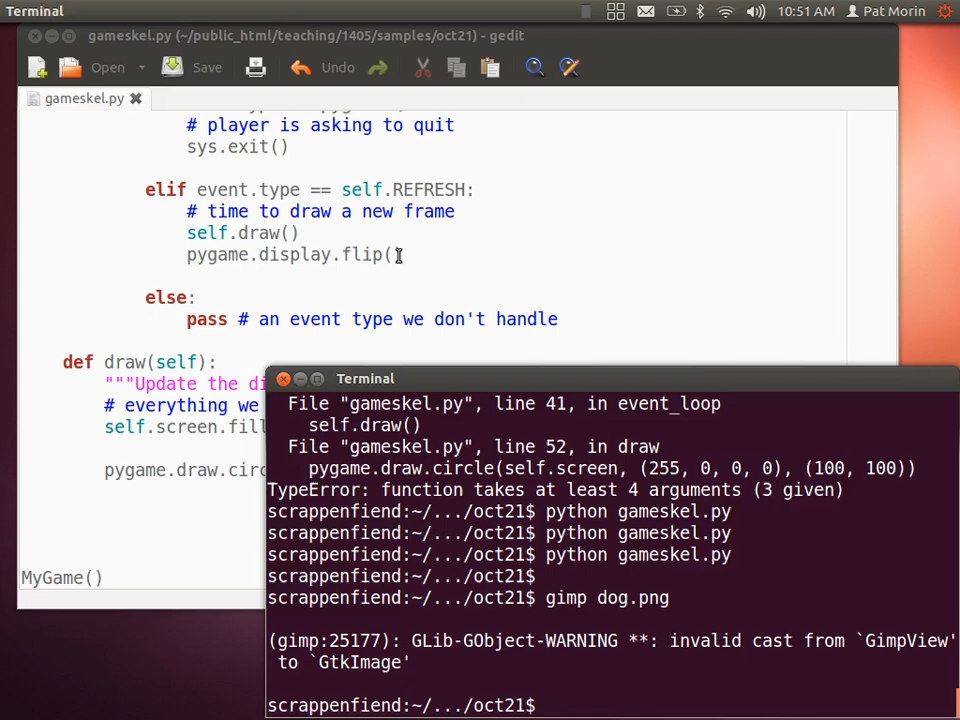 Terminal
10:51 AM
Pat Morin
gameskel.py (~/public_html/teaching/1405/samples/oct21) - gedit
Open
Save
Undo
gameskel.py
# player is asking to quit
sys.exit()
elif event.type == self.REFRESH:
# time to draw a new frame
self.draw()
pygame.display.flip()
else:
pass # an event type we don't handle
def draw(self):
"""Update the di
# everything we
self.screen.fill
pygame.draw.circ
MyGame()
Terminal
File "gameskel.py", line 41, in event_loop
self.draw()
File "gameskel.py", line 52, in draw
pygame.draw.circle(self.screen, (255, 0, 0, 0), (100, 100))
TypeError: function takes at least 4 arguments (3 given)
scrappenfiend:~/.../oct21$ python gameskel.py
scrappenfiend:~/.../oct21$ python gameskel.py
scrappenfiend:~/.../oct21$ python gameskel.py
scrappenfiend:~/.../oct21$
scrappenfiend:~/.../oct21$ gimp dog.png
(gimp:25177): GLib-GObject-WARNING **: invalid cast from `GimpView'
to `GtkImage'
scrappenfiend:~/.../oct21$